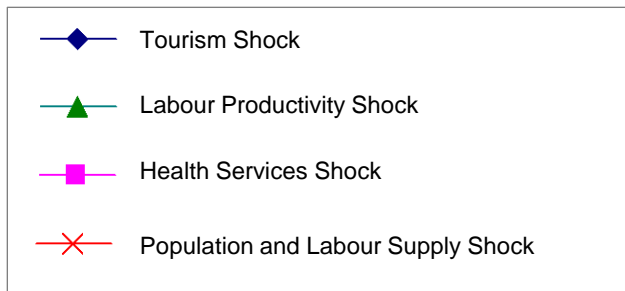 Tourism Shock
Labour Productivity Shock
Health Services Shock
Population and Labour Supply Shock